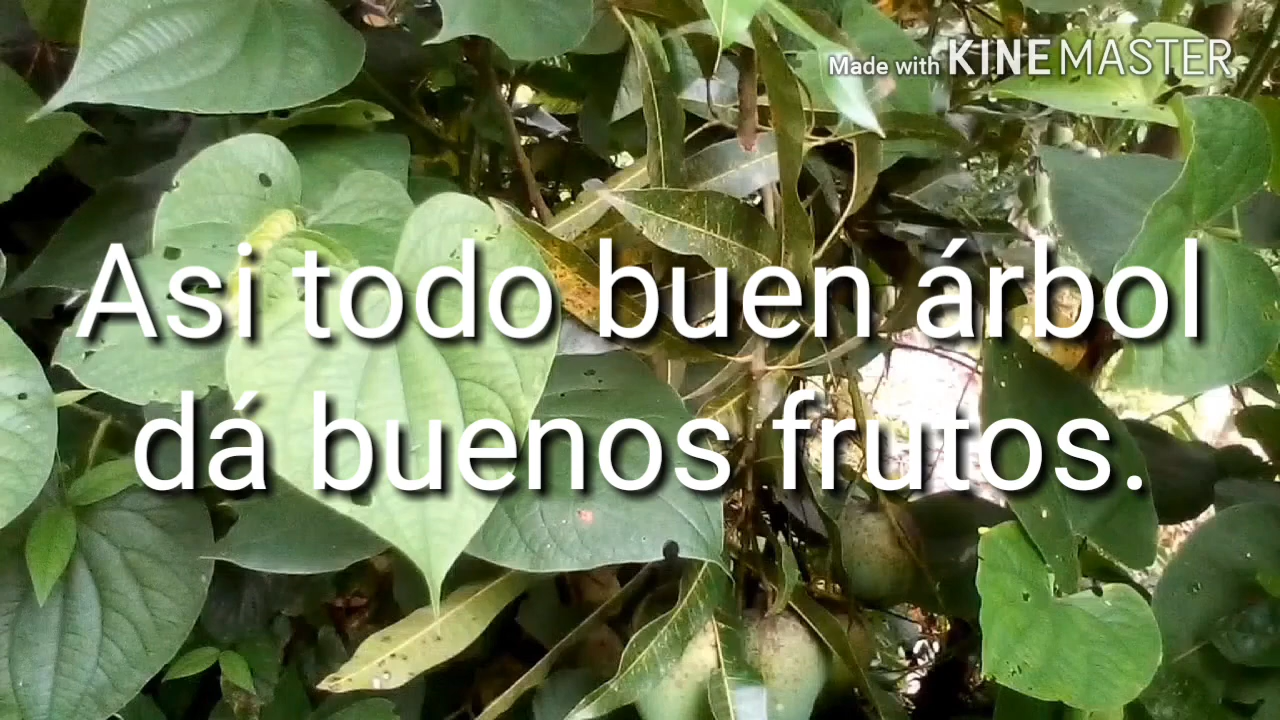 Made with KINEMASTER
Asi todo buen árbol
dá buenos frutos.